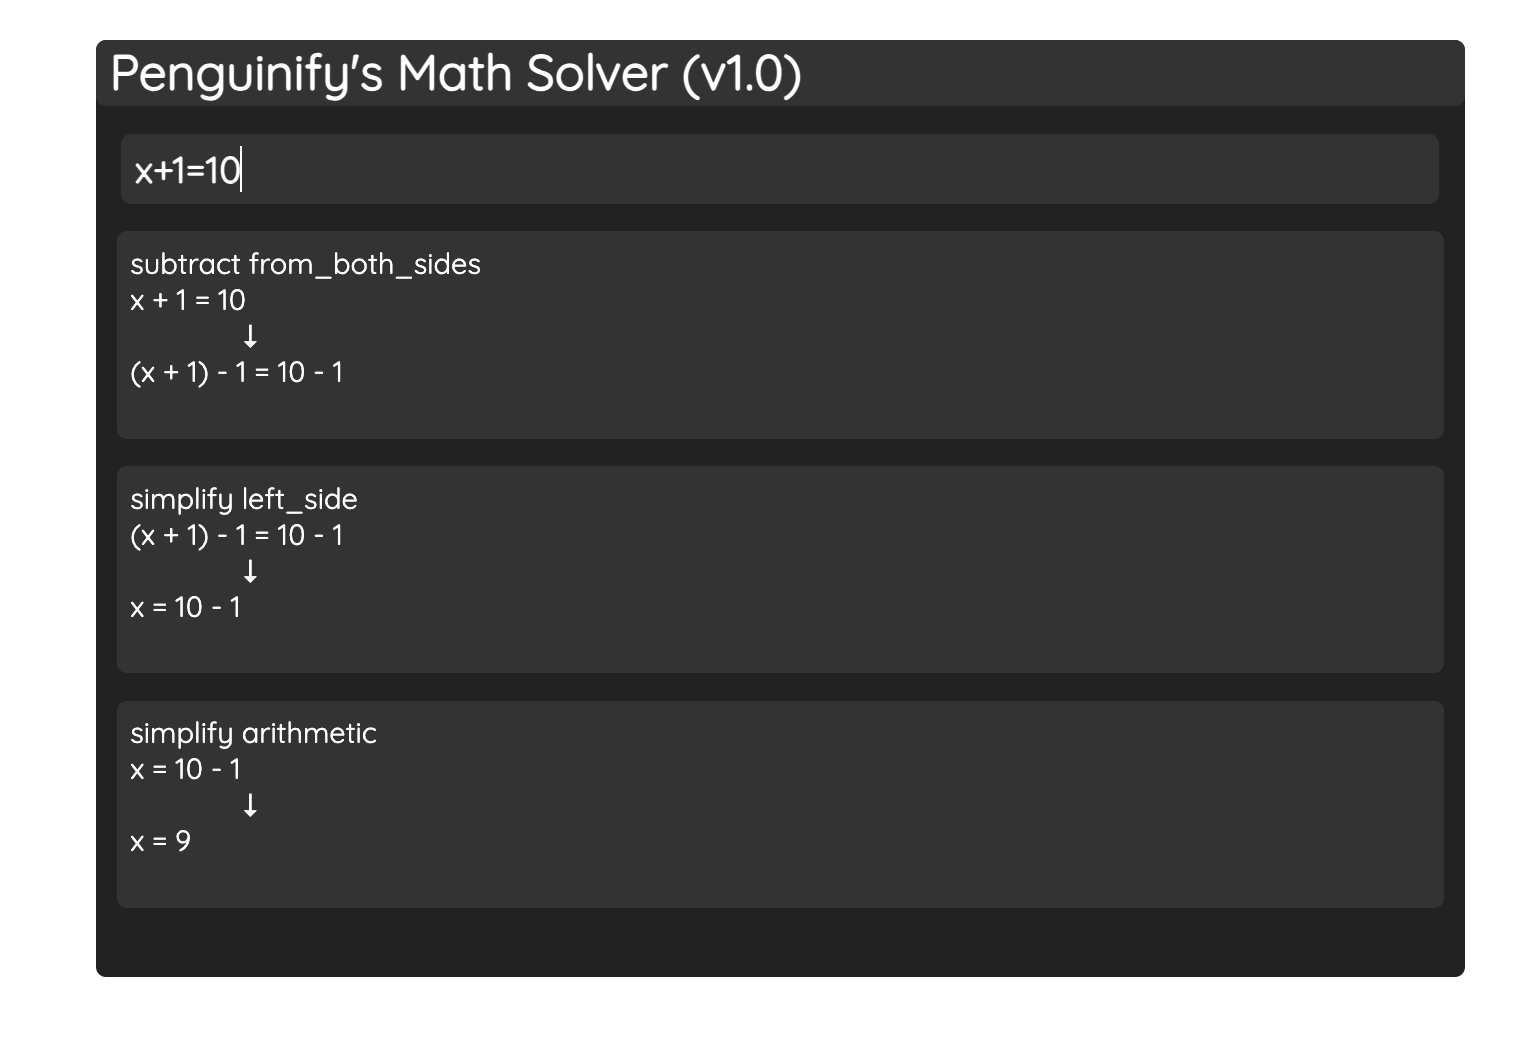 Penguinify's Math Solver (v1.0)
x+1=10
subtract from_both_sides
x + 1 = 10
↓
(x + 1) - 1 = 10 - 1
simplify left_side
(x + 1) - 1 = 10 - 1
↓
x = 10 - 1
simplify arithmetic
x = 10 - 1
↓
x = 9